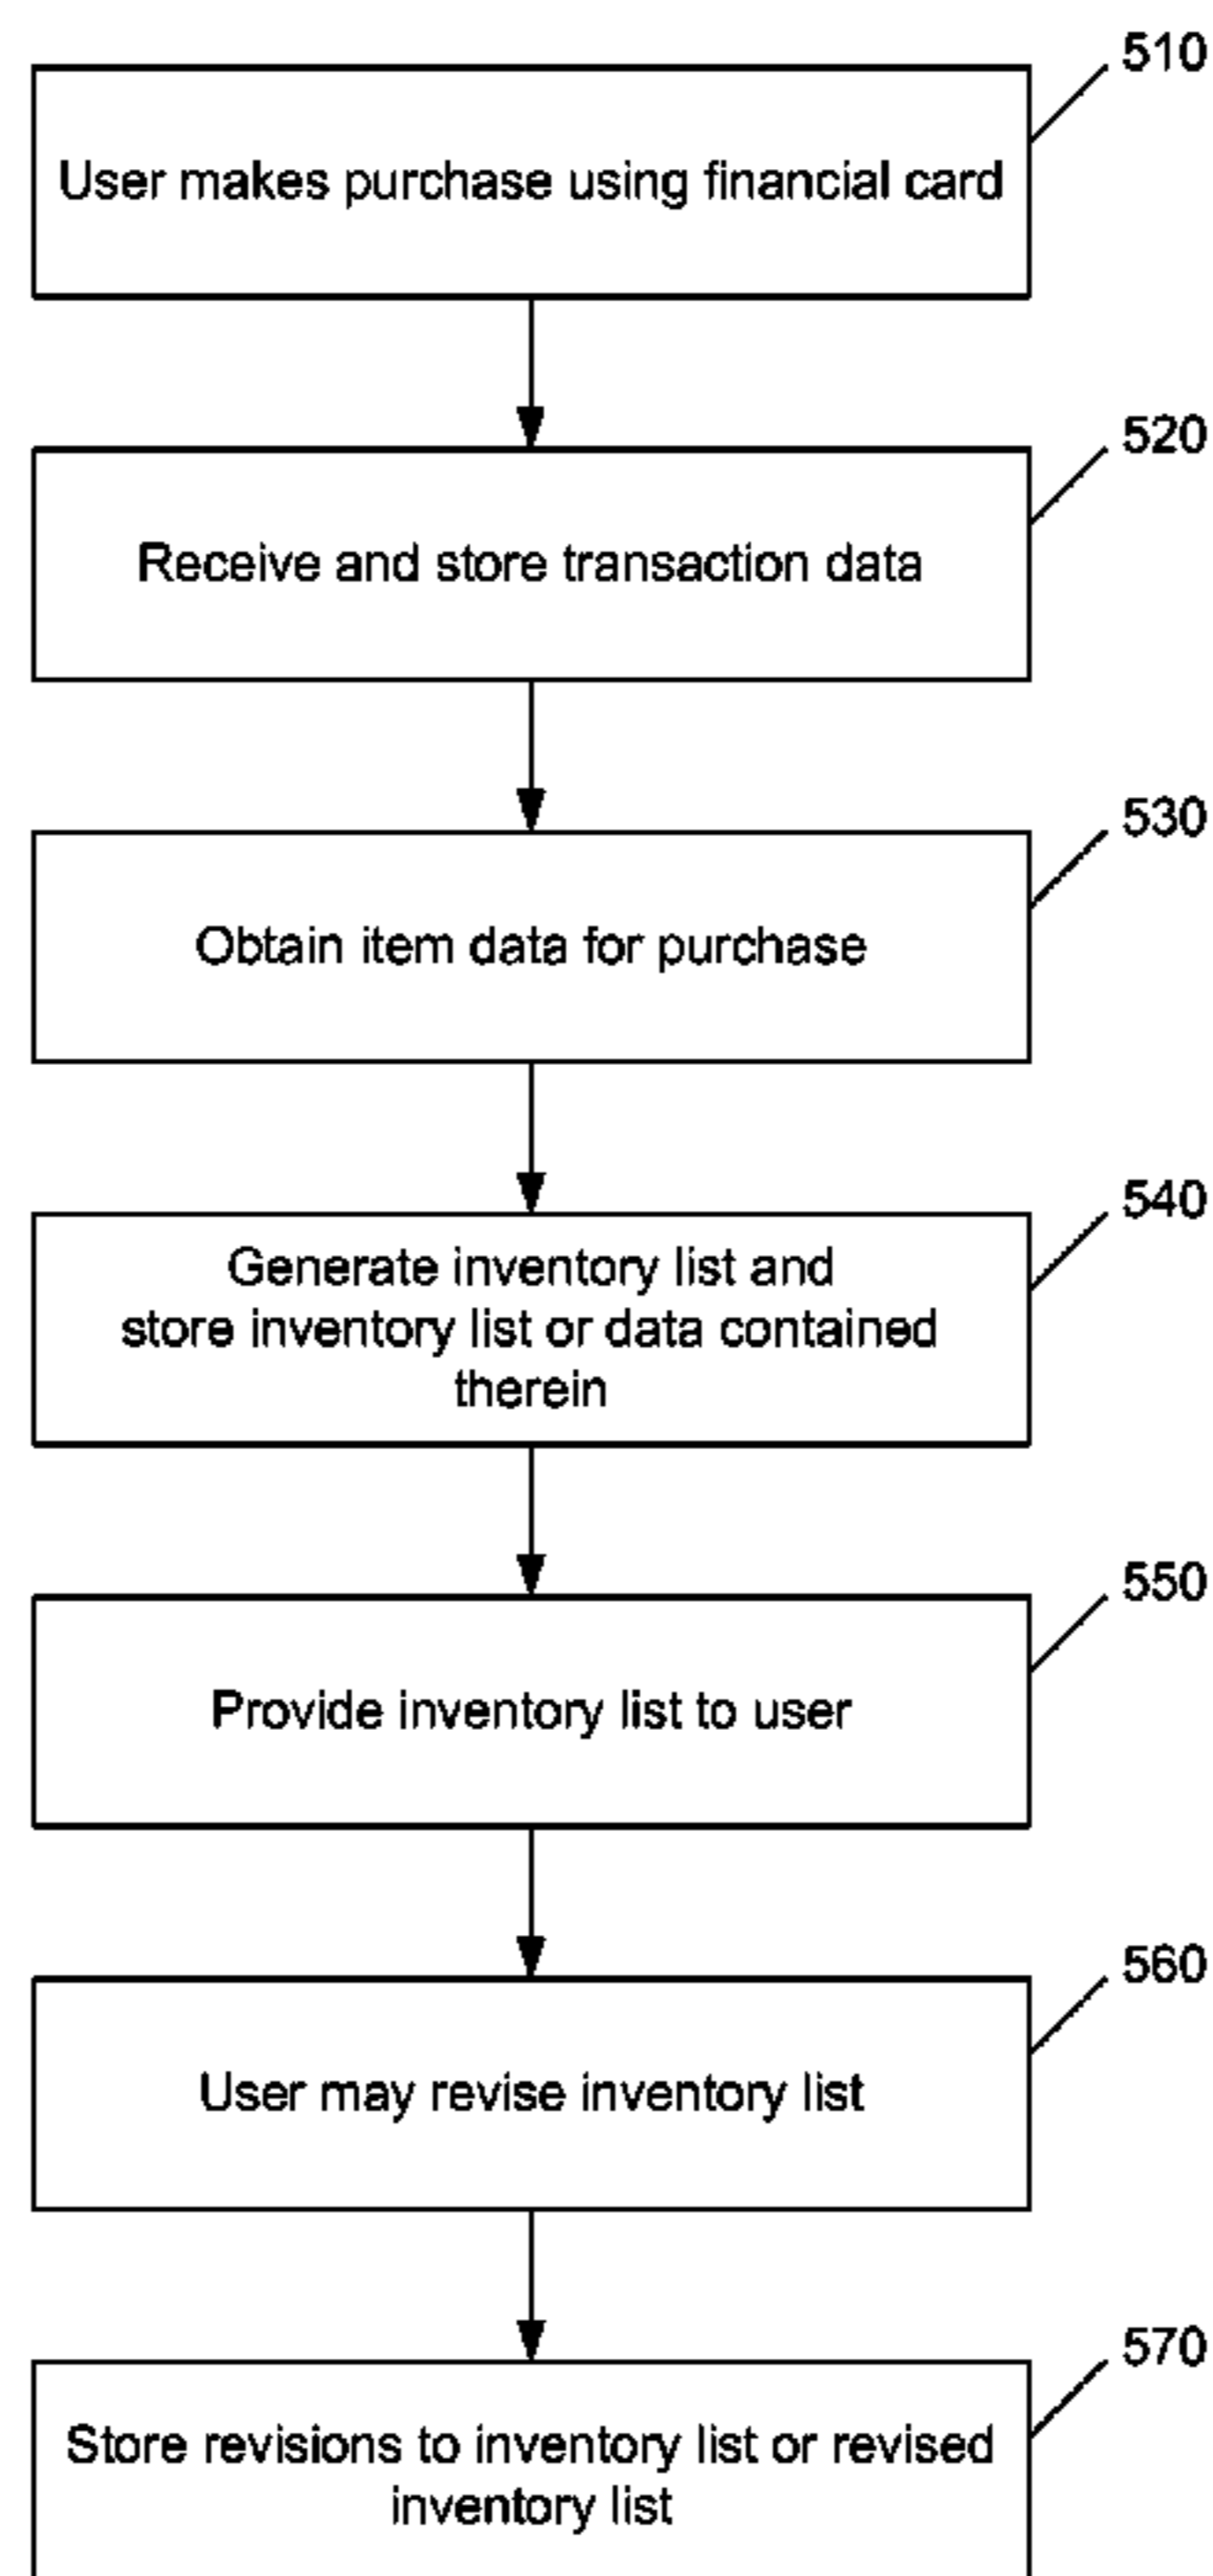 510
User makes purchase using financial card
520
Receive and store transaction data
530
Obtain item data for purchase
540
Generate inventory list and
store inventory list or data contained
therein
550
Provide inventory list to user
560
User may revise inventory list
570
Store revisions to inventory list or revised
inventory list